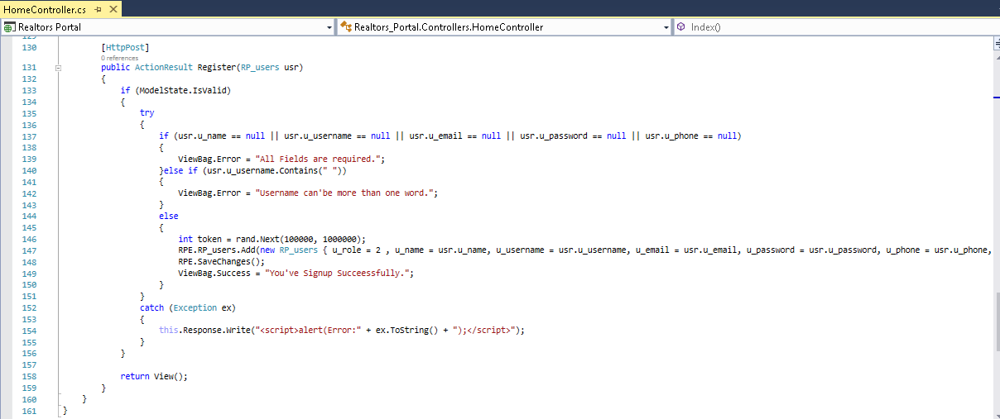 HomeController.cs
Realtors Portal Realtors_Portal.Controllers.HomeController Index()
129
130 [HttpPost]
0 references
131 public ActionResult Register(RP_users usr)
132 {
133 if (ModelState.IsValid)
134 {
135 try
136 {
137 if (usr.u_name == null || usr.u_username == null || usr.u_email == null || usr.u_password == null || usr.u_phone == null)
138 {
139 ViewBag.Error = "All Fields are required.";
140 }else if (usr.u_username.Contains(" "))
141 {
142 ViewBag.Error = "Username can'be more than one word.";
143 }
144 else
145 {
146 int token = rand.Next(100000, 1000000);
147 RPE.RP_users.Add(new RP_users { u_role = 2 , u_name = usr.u_name, u_username = usr.u_username, u_email = usr.u_email, u_password = usr.u_password, u_phone = usr.u_phone,
148 RPE.SaveChanges();
149 ViewBag.Success = "You've Signup Succeessfully.";
150 }
151 }
152 catch (Exception ex)
153 {
154 this.Response.Write("<script>alert(Error:" + ex.ToString() + ");</script>");
155 }
156 }
157
158 return View();
159 }
160 }
161 }